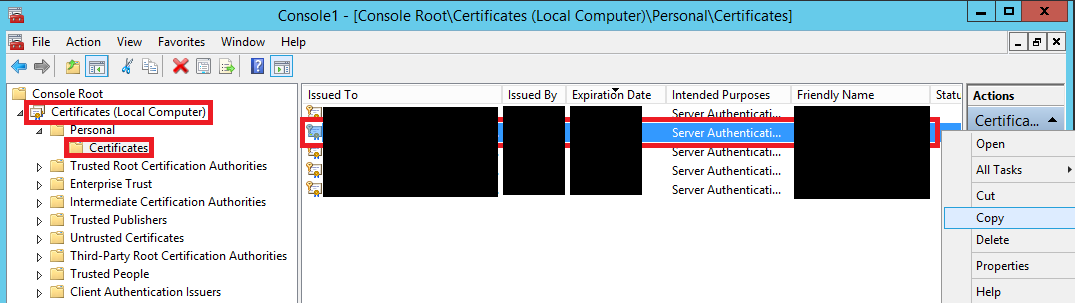 Console1 - [Console Root\Certificates (Local Computer)\Personal\Certificates]
File Action View Favorites Window Help
Console Root
Certificates (Local Computer)
Personal
Certificates
Trusted Root Certification Authorities
Enterprise Trust
Intermediate Certification Authorities
Trusted Publishers
Untrusted Certificates
Third-Party Root Certification Authorities
Trusted People
Client Authentication Issuers
Issued To Issued By Expiration Date Intended Purposes Friendly Name Statu
Server Authenticati...
Server Authenticati...
Server Authenticati...
Server Authenticati...
Server Authenticati...
Actions
Certifica...
Open
All Tasks
Cut
Copy
Delete
Properties
Help